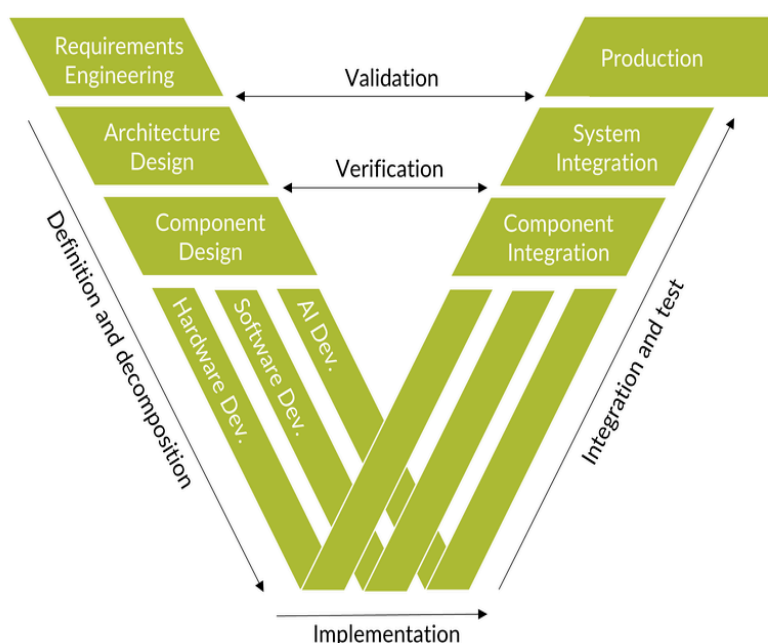 Requirements
Engineering
Production
Validation
Architecture
Design
System
Integration
Verification
Component
Design
Component
Integration
Definition and decomposition
Hardware Dev.
Software Dev.
AI Dev.
Integration and test
Implementation